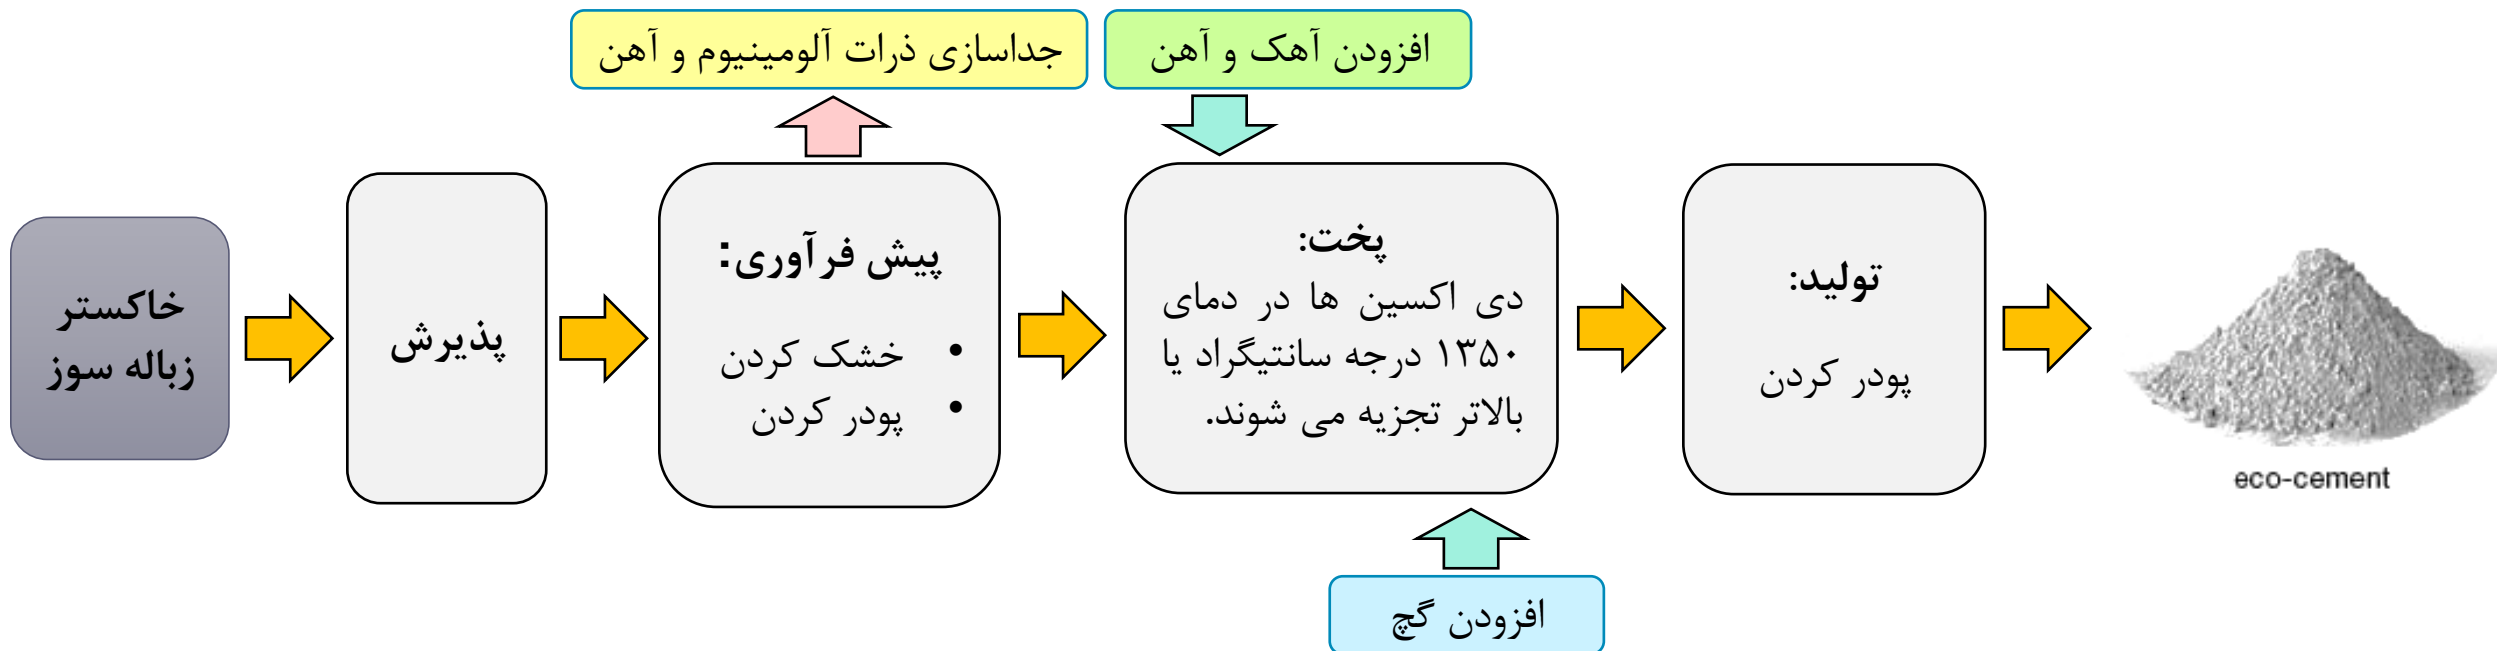 جداسازی ذرات آلومینیوم و آهن
افزودن آهک و آهن
خاکستر
زباله سوز
پذیرش
پیش فرآوری:
• خشک کردن
• پودر کردن
پخت:
دی اکسین ها در دمای
۱۳۵۰ درجه سانتیگراد یا
بالاتر تجزیه می شوند.
تولید:
پودر کردن
eco-cement
افزودن گچ